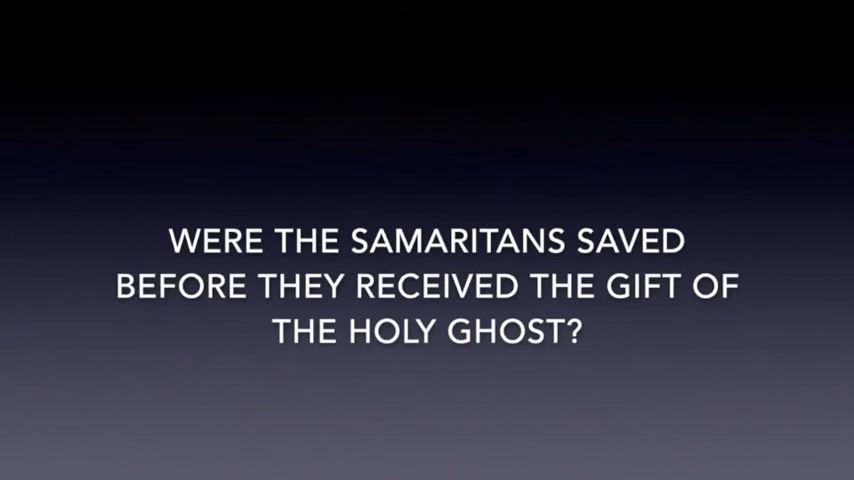 WERE THE SAMARITANS SAVED
BEFORE THEY RECEIVED THE GIFT OF
THE HOLY GHOST?